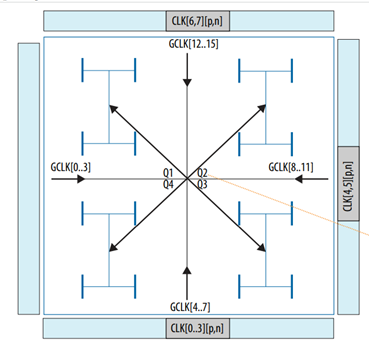 CLK[6,7][p,n]
GCLK[12..15]
GCLK[0..3]
Q1
Q2
GCLK[8..11]
Q4
Q3
CLK[4,5][p,n]
GCLK[4..7]
CLK[0..3][p,n]